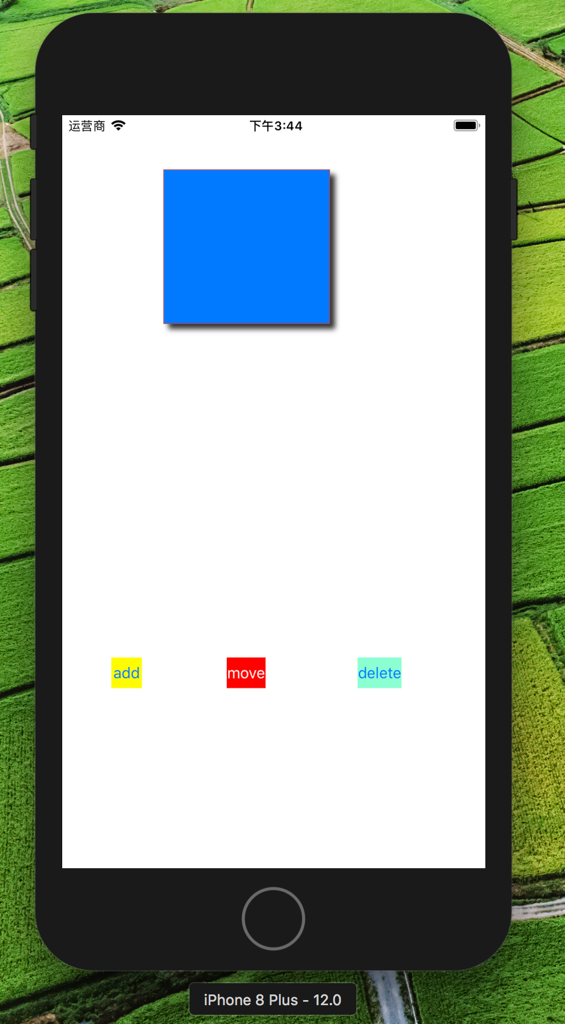 运营商 下午3:44
add move delete
iPhone 8 Plus - 12.0